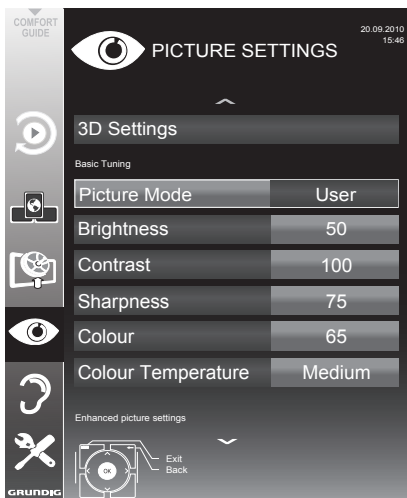 COMFORT
GUIDE
PICTURE SETTINGS
20.09.2010
15:46
3D Settings
Basic Tuning
Picture Mode User
Brightness 50
Contrast 100
Sharpness 75
Colour 65
Colour Temperature Medium
Enhanced picture settings
Exit
Back
OK
GRUNDIG